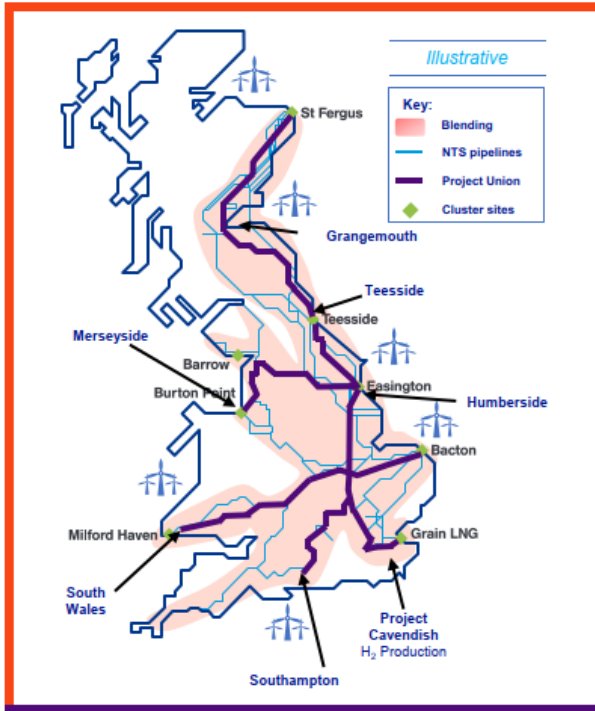 Illustrative
Key:
Blending
NTS pipelines
Project Union
Cluster sites
St Fergus
Grangemouth
Teesside
Teesside
Merseyside
Barrow
Burton Point
Easington
Humberside
Bacton
Milford Haven
Grain LNG
South
Wales
Project
Cavendish
H₂ Production
Southampton